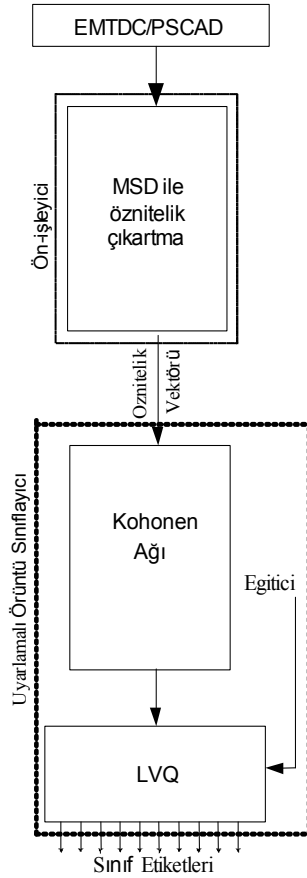 EMTDC/PSCAD
Ön-işleyici
MSD ile
öznitelik
çıkartma
Oznitelik
Vektörü
Uyarlamalı Örüntü Sınıflayıcı
Kohonen
Ağı
Egitici
LVQ
Sınıf Etiketleri